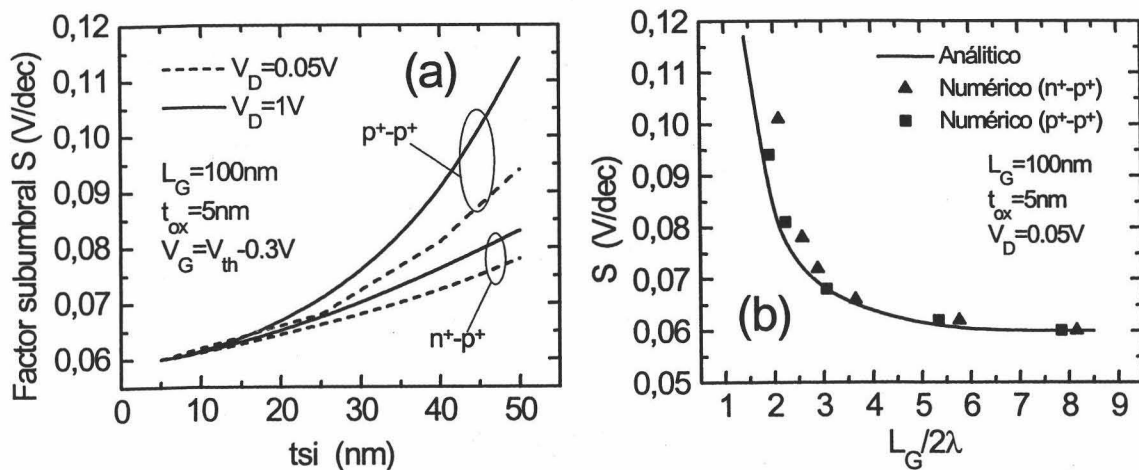 Factor subumbral S (V/dec)
0,12
0,11
0,10
0,09
0,08
0,07
0,06
V_D=0.05V
V_D=1V
(a)
p⁺-p⁺
L_G=100nm
t_ox=5nm
V_G=V_th-0.3V
n⁺-p⁺
0 10 20 30 40 50
tsi (nm)
S (V/dec)
0,12
0,11
0,10
0,09
0,08
0,07
0,06
0,05
Análitico
Numérico (n⁺-p⁺)
Numérico (p⁺-p⁺)
L_G=100nm
t_ox=5nm
V_D=0.05V
(b)
1 2 3 4 5 6 7 8 9
L_G/2λ